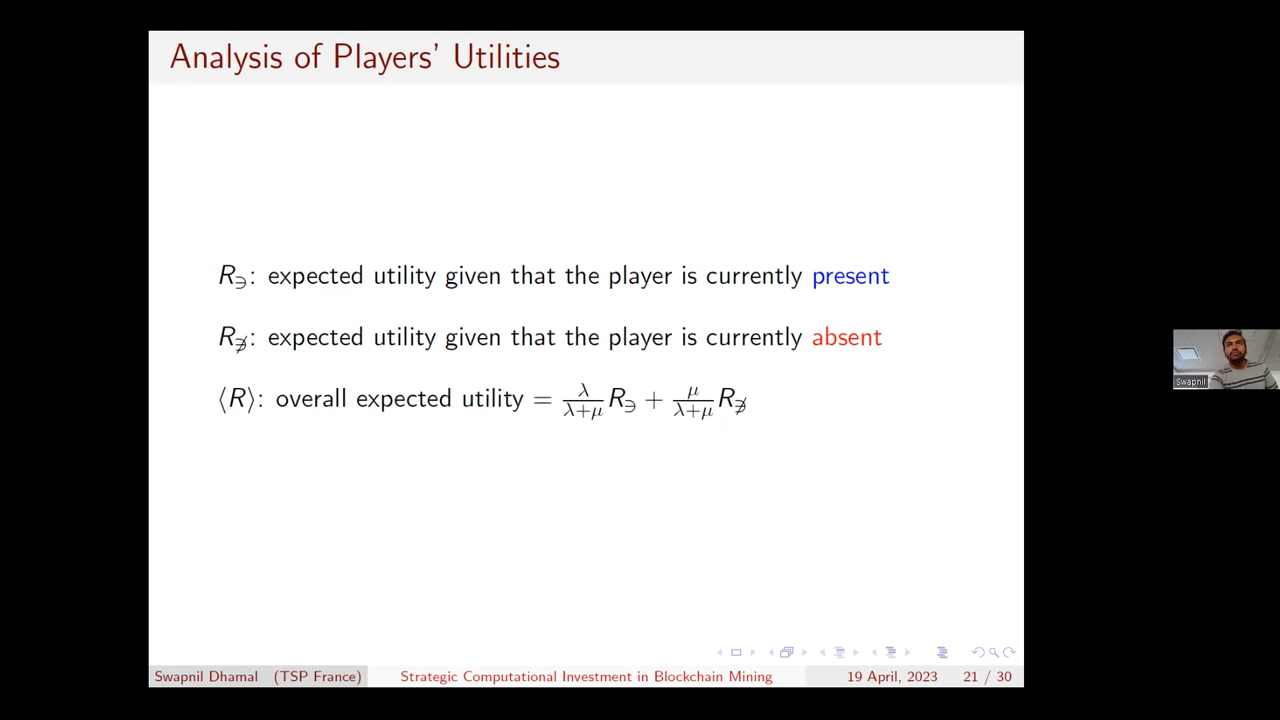 Analysis of Players' Utilities
R∋: expected utility given that the player is currently present
R∌: expected utility given that the player is currently absent
⟨R⟩: overall expected utility = λ/(λ+μ) R∋ + μ/(λ+μ) R∌
Swapnil
Swapnil Dhamal (TSP France) Strategic Computational Investment in Blockchain Mining 19 April, 2023 21 / 30